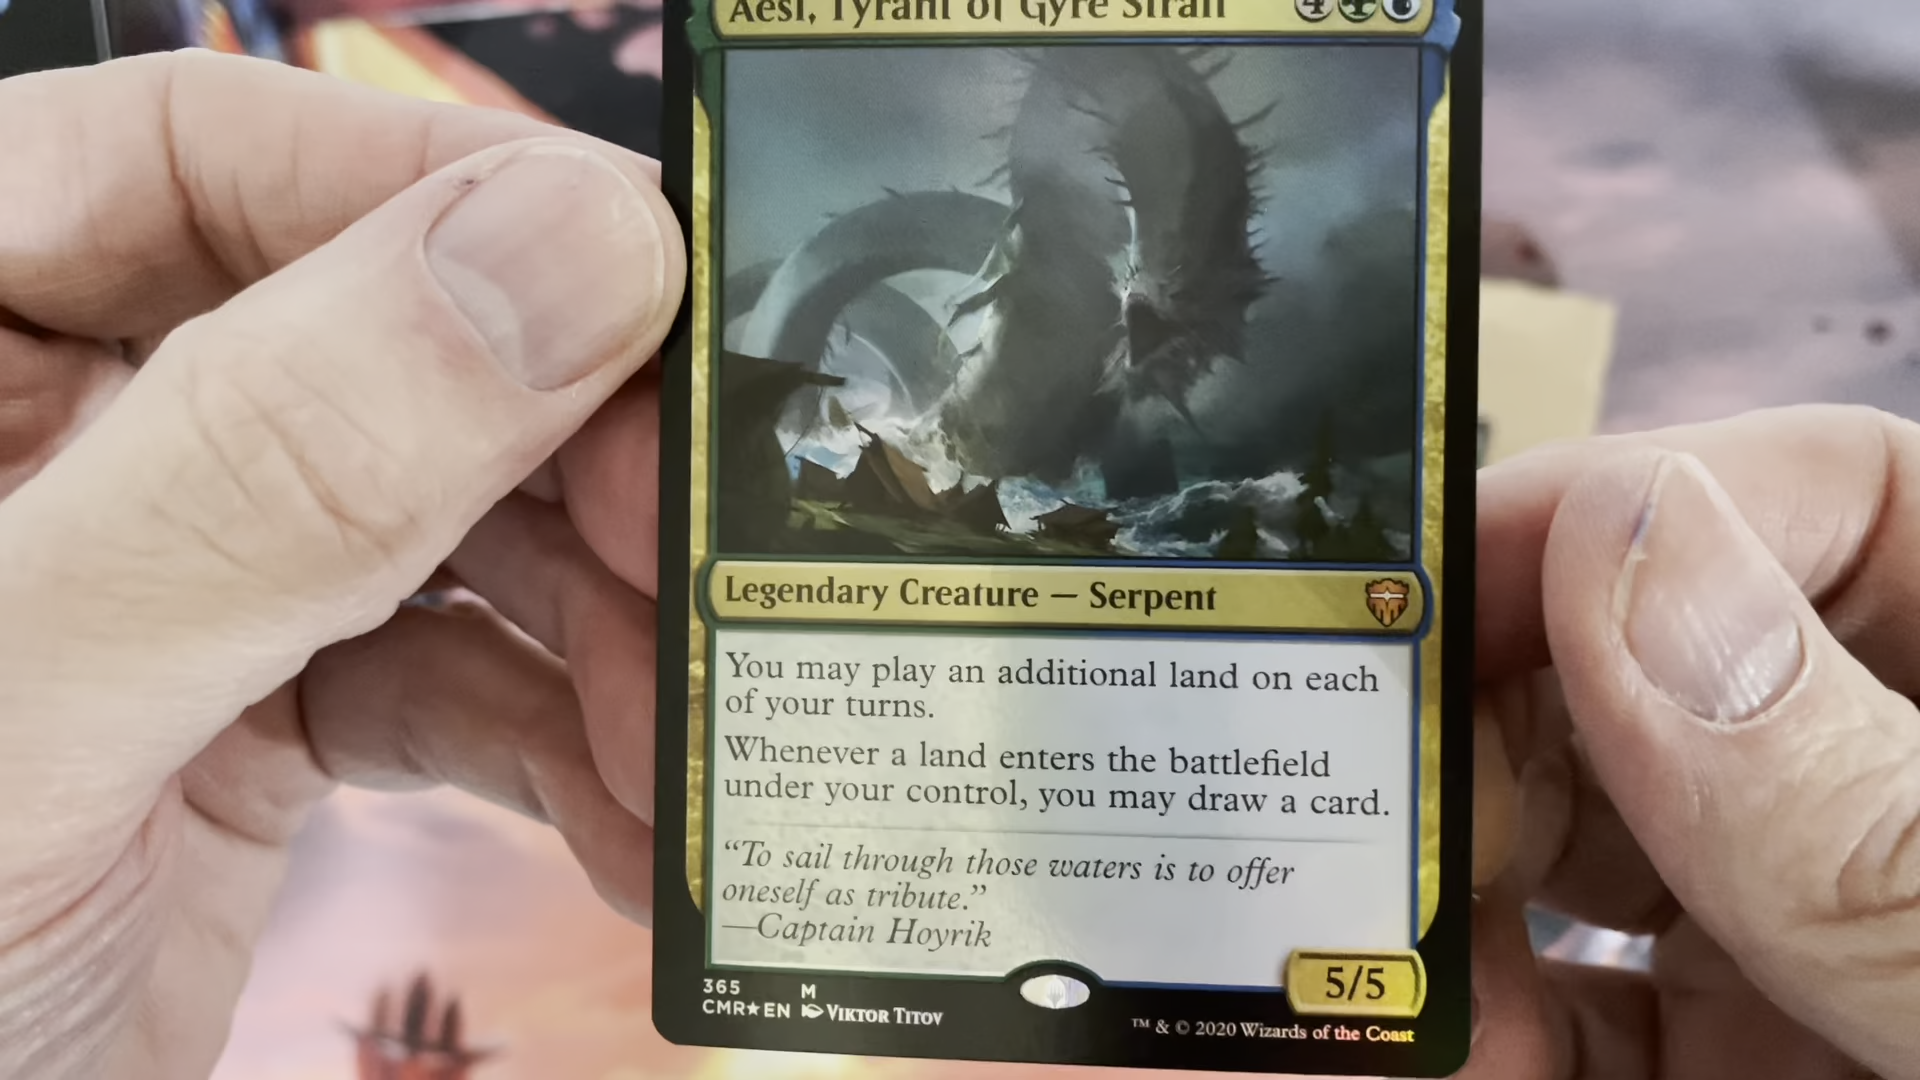 Aesi, Tyrant of Gyre Strait
4
Legendary Creature — Serpent
You may play an additional land on each
of your turns.
Whenever a land enters the battlefield
under your control, you may draw a card.
“To sail through those waters is to offer
oneself as tribute.”
—Captain Hoyrik
5/5
365 M
CMR★EN VIKTOR TITOV
™ & © 2020 Wizards of the Coast